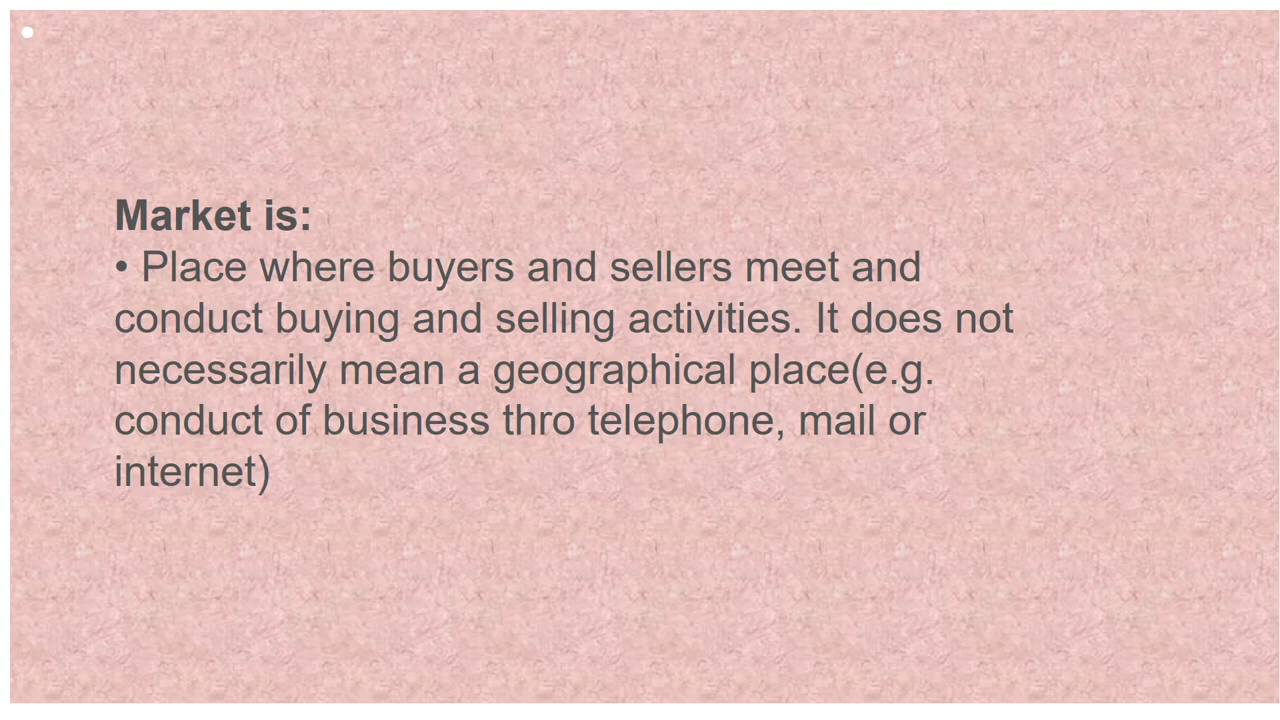 Market is:
• Place where buyers and sellers meet and
conduct buying and selling activities. It does not
necessarily mean a geographical place(e.g.
conduct of business thro telephone, mail or
internet)